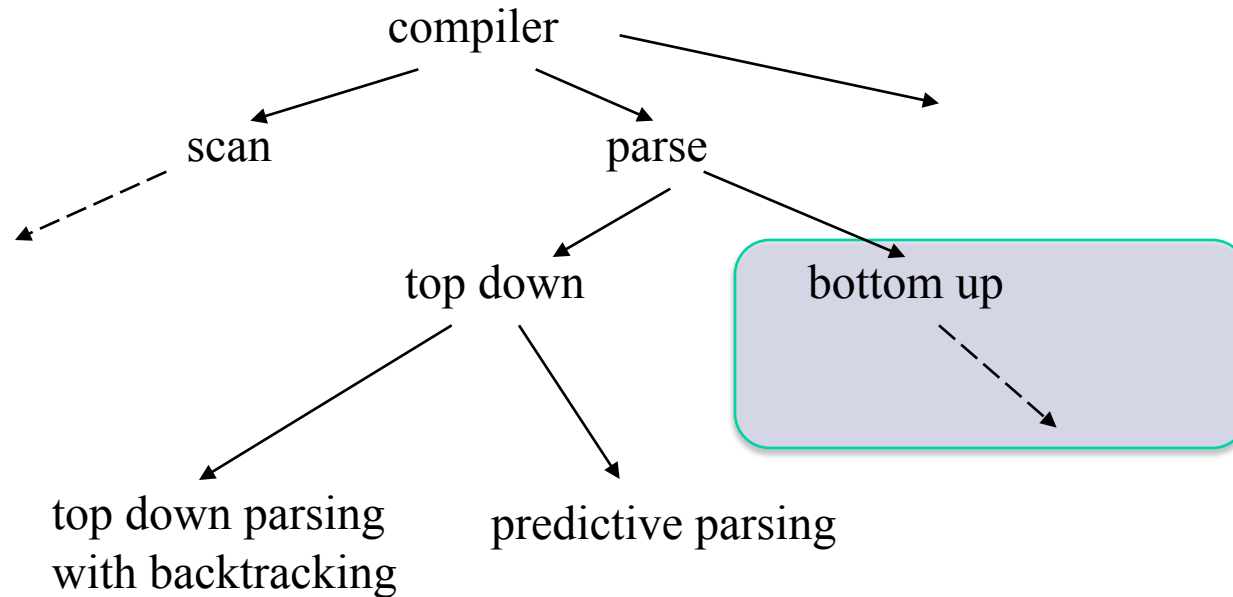 compiler
scan
parse
top down
bottom up
top down parsing
with backtracking
predictive parsing